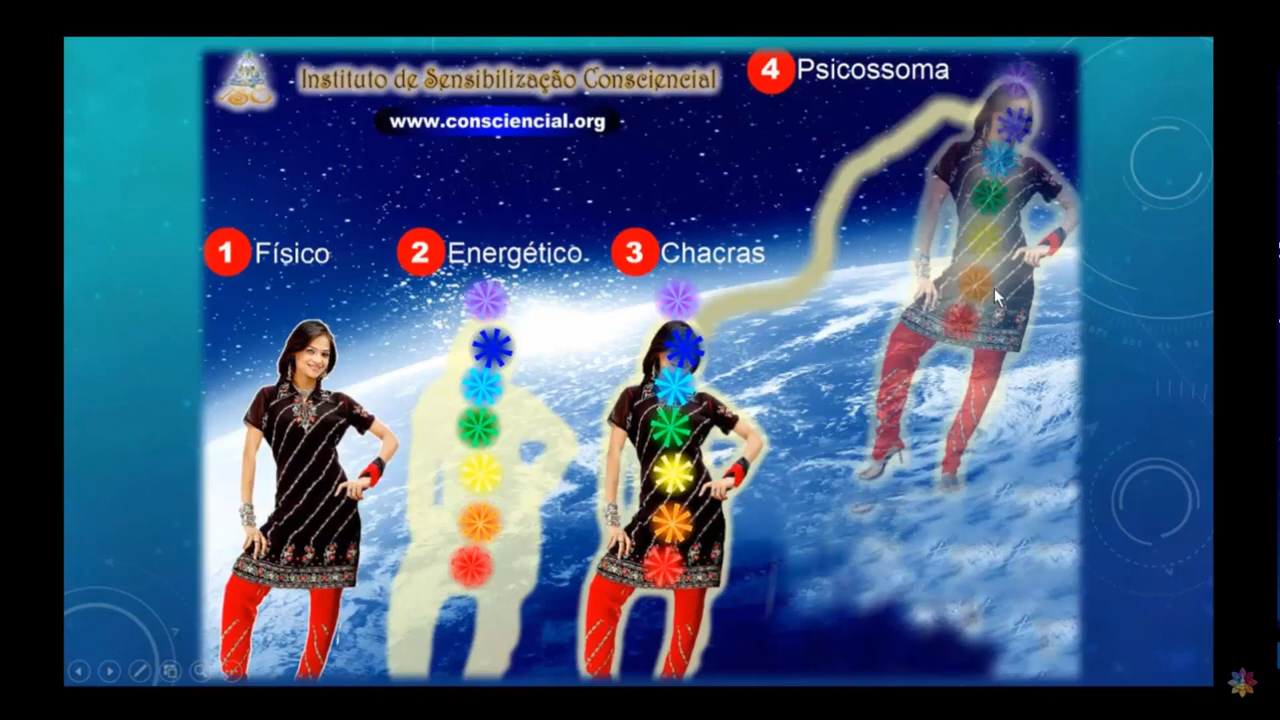 Instituto de Sensibilização Consciencial
www.consciencial.org
4 Psicossoma
1 Físico
2 Energético
3 Chacras